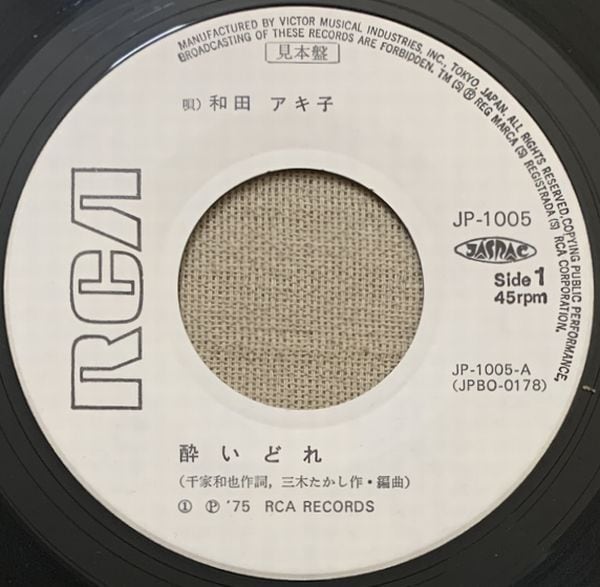 MANUFACTURED BY VICTOR MUSICAL INDUSTRIES, INC., TOKYO, JAPAN. ALL RIGHTS RESERVED, COPYING PUBLIC PERFORMANCE,
BROADCASTING OF THESE RECORDS ARE FORBIDDEN. TM (S) ® REG MARCA (S) REGISTRADA (S) RCA CORPORATION.
見本盤
唄) 和田 アキ子
RCA
JP-1005
JASRAC
Side 1
45rpm
JP-1005-A
(JPBO-0178)
酔いどれ
(千家和也作詞, 三木たかし作・編曲)
① ℗ '75 RCA RECORDS